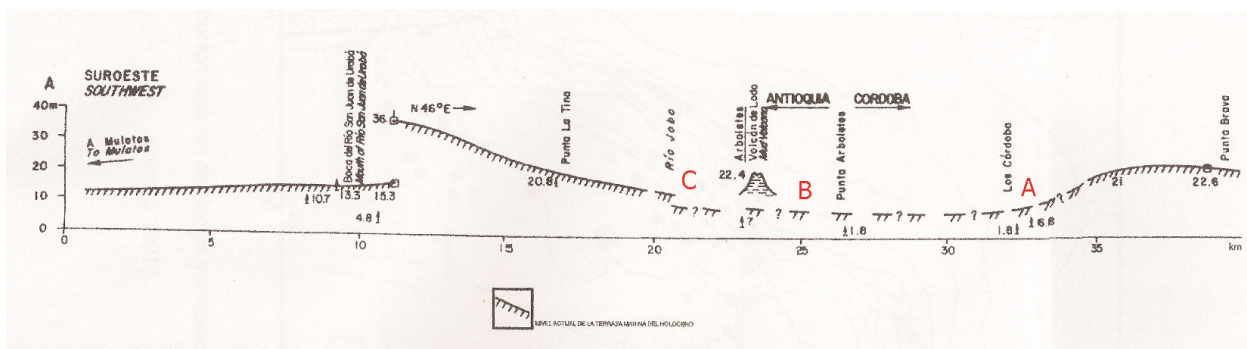 A
SUROESTE
SOUTHWEST
40m
30
20
10
0
A Mulatos
To Mulatos
Boca del Río San Juan de Urabá
Mouth of Río San Juan de Urabá
36
N 46° E
13.3
15.3
10.7
4.8
Punta La Tina
20.8
Río Jobo
C
Arboletes
Volcán de Lodo
Mud Volcano
22.4
ANTIOQUIA
CORDOBA
B
Punta Arboletes
Los Córdoba
A
Punta Brava
21
22.6
? ? ? ? ?
?
1.8
1.8
6.8
0 5 10 15 20 25 30 35 km
NIVEL ACTUAL DE LA TERRAZA MARINA DEL HOLOCENO